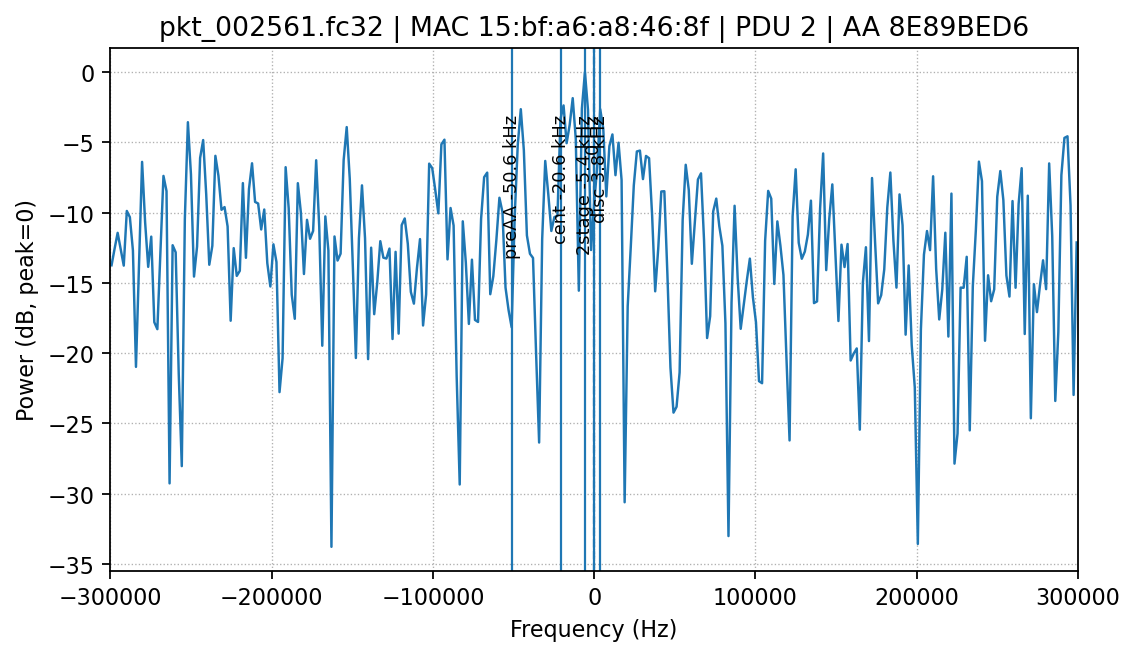 pkt_002561.fc32 | MAC 15:bf:a6:a8:46:8f | PDU 2 | AA 8E89BED6
Power (dB, peak=0)
0
−5
−10
−15
−20
−25
−30
−35
preAA -50.6 kHz
cent -20.6 kHz
2stage -5.4 kHz
disc 3.8 kHz
−300000
−200000
−100000
0
100000
200000
300000
Frequency (Hz)